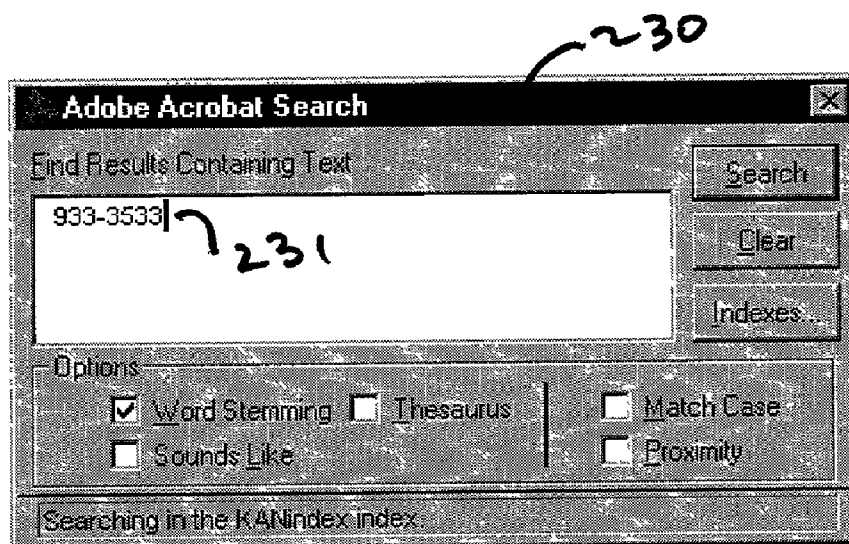 230
Adobe Acrobat Search
Find Results Containing Text
Search
933-3533
231
Clear
Indexes...
Options
Word Stemming Thesaurus Match Case
Sounds Like Proximity
Searching in the KANindex index.